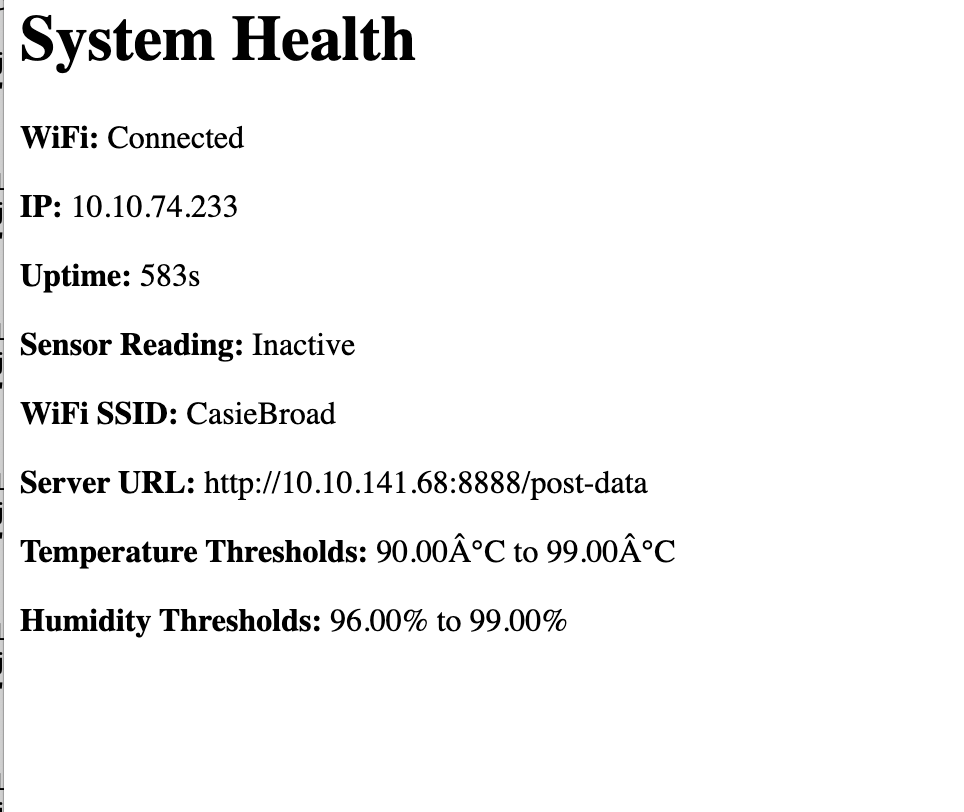 System Health
WiFi: Connected
IP: 10.10.74.233
Uptime: 583s
Sensor Reading: Inactive
WiFi SSID: CasieBroad
Server URL: http://10.10.141.68:8888/post-data
Temperature Thresholds: 90.00Â°C to 99.00Â°C
Humidity Thresholds: 96.00% to 99.00%